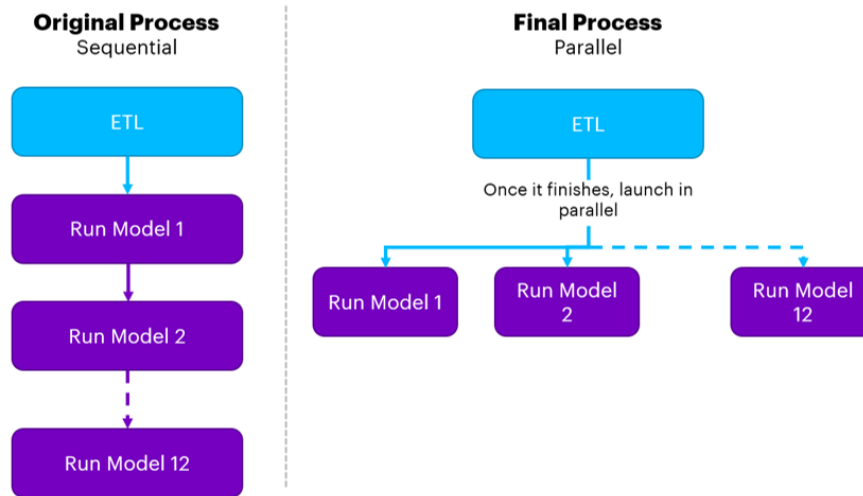 Original Process
Sequential
ETL
Run Model 1
Run Model 2
Run Model 12
Final Process
Parallel
ETL
Once it finishes, launch in
parallel
Run Model 1
Run Model
2
Run Model
12